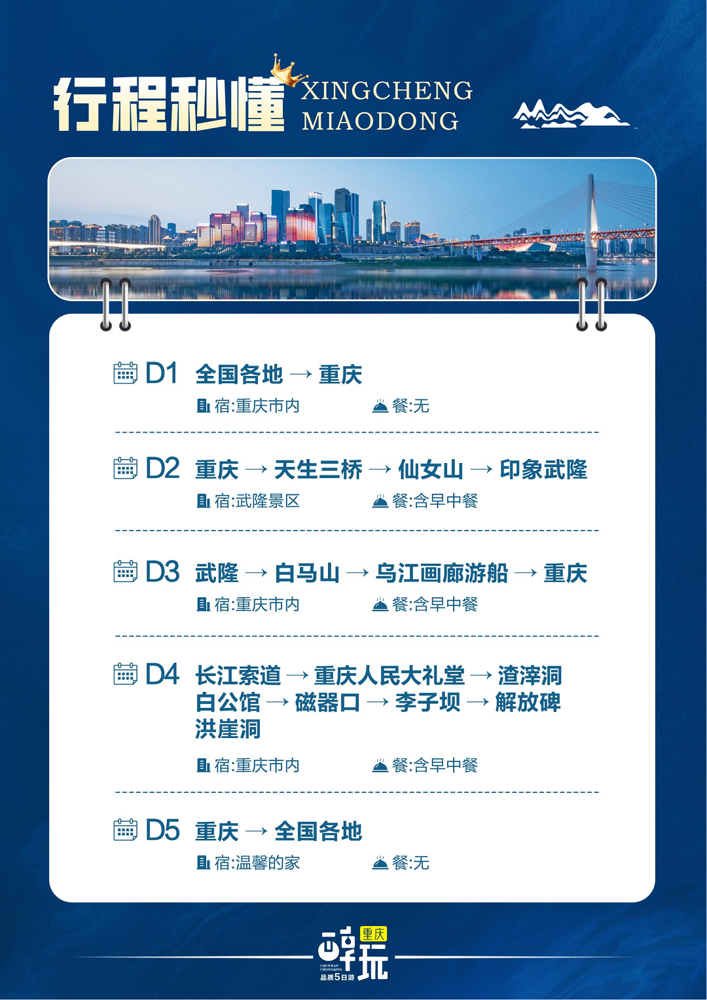 行程秒懂
XINGCHENG
MIAODONG
D1 全国各地→重庆
宿:重庆市内 餐:无
D2 重庆→天生三桥→仙女山→印象武隆
宿:武隆景区 餐:含早中餐
D3 武隆→白马山→乌江画廊游船→重庆
宿:重庆市内 餐:含早中餐
D4 长江索道→重庆人民大礼堂→渣滓洞
白公馆→磁器口→李子坝→解放碑
洪崖洞
宿:重庆市内 餐:含早中餐
D5 重庆→全国各地
宿:温馨的家 餐:无
醇玩 重庆
CHUNWAN
CHONGQING
品质5日游